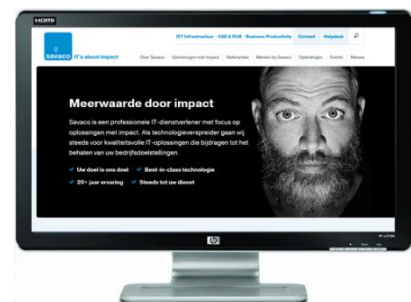 HDMI
ICT Infrastructure - CAD & PLM - Business Productivity Contact Helpdesk
savaco IT's about impact
Over Savaco Oplossingen met impact Referenties Werken bij Savaco Opleidingen Events Nieuws
Meerwaarde door impact
Savaco is een professionele IT-dienstverlener met focus op
oplossingen met impact. Als technologieverspreider gaan wij
steeds voor kwaliteitsvolle IT-oplossingen die bijdragen tot het
behalen van uw bedrijfsdoelstellingen.
✓ Uw doel is ons doel ✓ Best-in-class technologie
✓ 20+ jaar ervaring ✓ Steeds tot uw dienst
hp